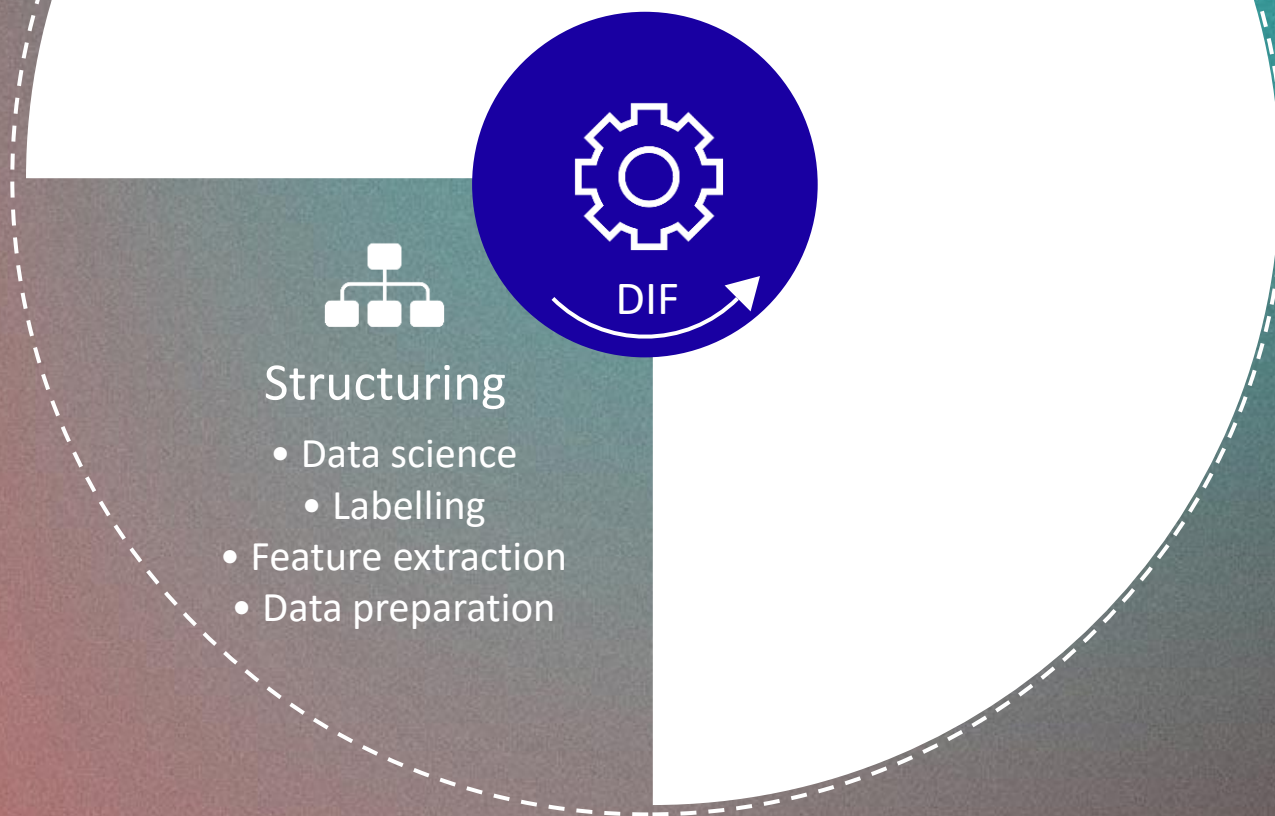 DIF
Structuring
• Data science
• Labelling
• Feature extraction
• Data preparation